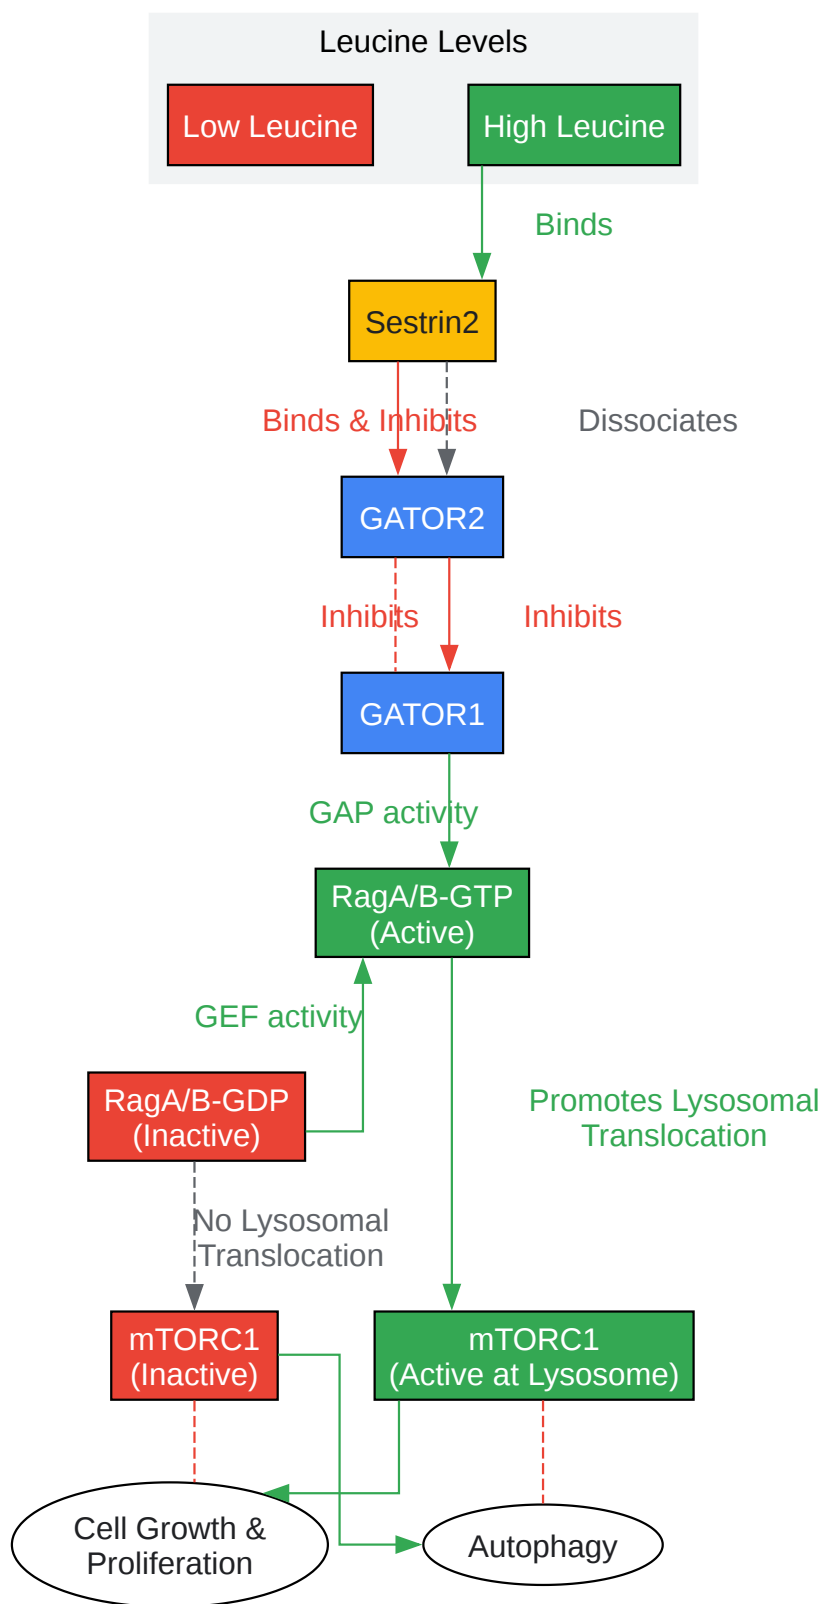 Leucine Levels
Low Leucine
High Leucine
Binds
Sestrin2
Binds & Inhibits
Dissociates
GATOR2
Inhibits
Inhibits
GATOR1
GAP activity
RagA/B-GTP
(Active)
GEF activity
RagA/B-GDP
(Inactive)
Promotes Lysosomal
Translocation
No Lysosomal
Translocation
mTORC1
(Inactive)
mTORC1
(Active at Lysosome)
Cell Growth &
Proliferation
Autophagy